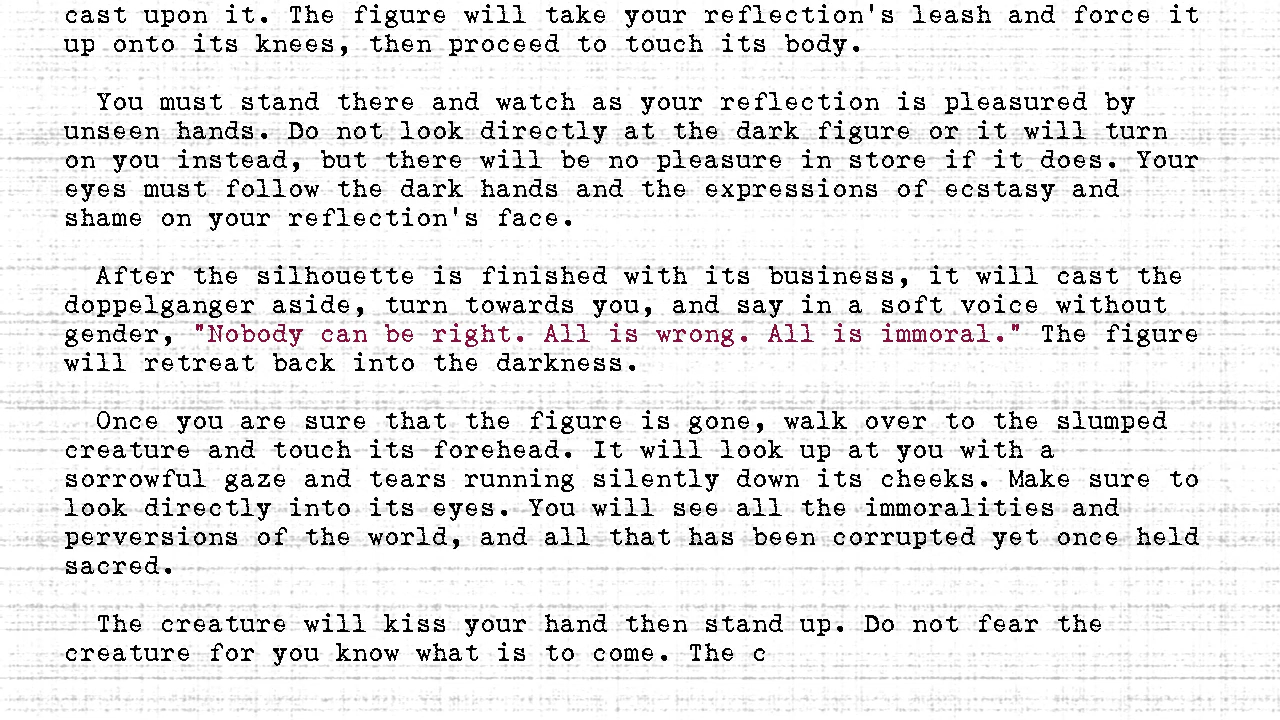 cast upon it. The figure will take your reflection's leash and force it
up onto its knees, then proceed to touch its body.
You must stand there and watch as your reflection is pleasured by
unseen hands. Do not look directly at the dark figure or it will turn
on you instead, but there will be no pleasure in store if it does. Your
eyes must follow the dark hands and the expressions of ecstasy and
shame on your reflection's face.
After the silhouette is finished with its business, it will cast the
doppelganger aside, turn towards you, and say in a soft voice without
gender, "Nobody can be right. All is wrong. All is immoral." The figure
will retreat back into the darkness.
Once you are sure that the figure is gone, walk over to the slumped
creature and touch its forehead. It will look up at you with a
sorrowful gaze and tears running silently down its cheeks. Make sure to
look directly into its eyes. You will see all the immoralities and
perversions of the world, and all that has been corrupted yet once held
sacred.
The creature will kiss your hand then stand up. Do not fear the
creature for you know what is to come. The c